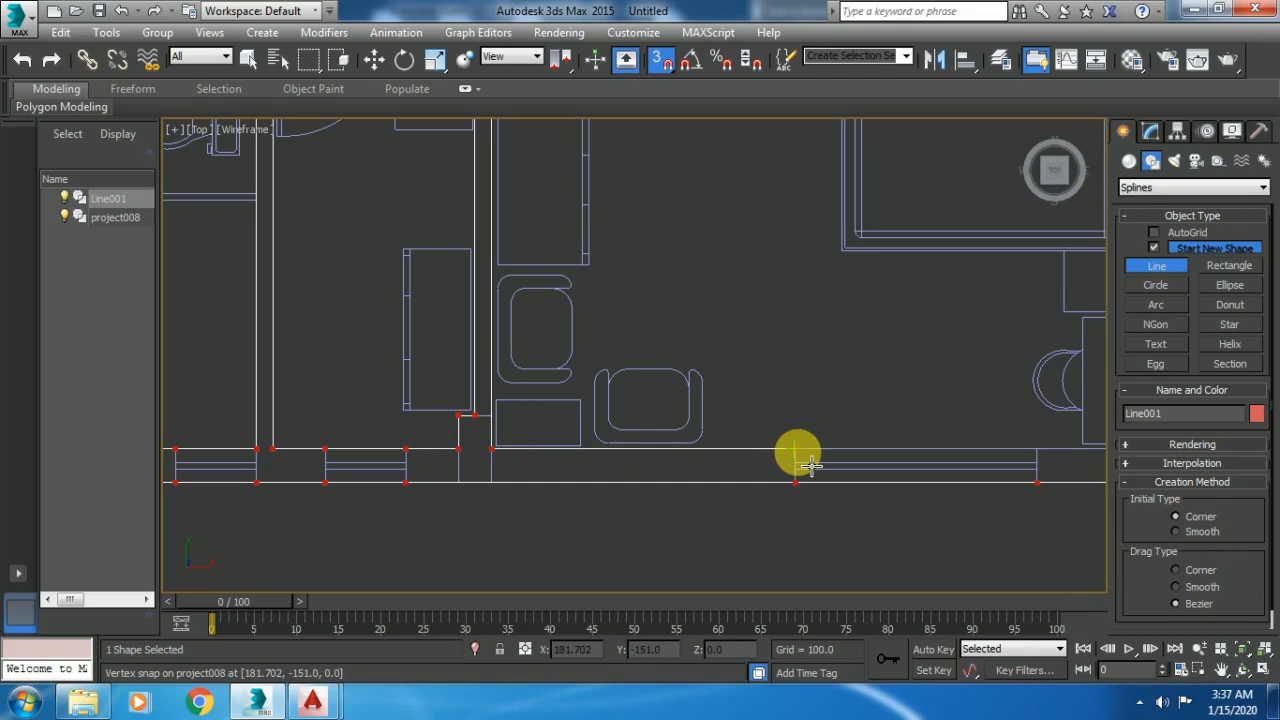 MAX
Workspace: Default
Autodesk 3ds Max 2015 Untitled
Type a keyword or phrase
Edit Tools Group Views Create Modifiers Animation Graph Editors Rendering Customize MAXScript Help
All
View
3
Create Selection Se
Modeling Freeform Selection Object Paint Populate
Polygon Modeling
Select Display
[+] [Top] [Wireframe]
Name
Line001
project008
TOP
Splines
Object Type
AutoGrid
Start New Shape
Line Rectangle
Circle Ellipse
Arc Donut
NGon Star
Text Helix
Egg Section
Name and Color
Line001
Rendering
Interpolation
Creation Method
Initial Type
Corner
Smooth
Drag Type
Corner
Smooth
Bezier
y
x
0 / 100
0 5 10 15 20 25 30 35 40 45 50 55 60 65 70 75 80 85 90 95 100
1 Shape Selected
X: 181.702 Y: -151.0 Z: 0.0 Grid = 100.0
Auto Key Selected
0
Welcome to M
Vertex snap on project008 at [181.702, -151.0, 0.0]
Add Time Tag
Set Key Key Filters...
3:37 AM
1/15/2020